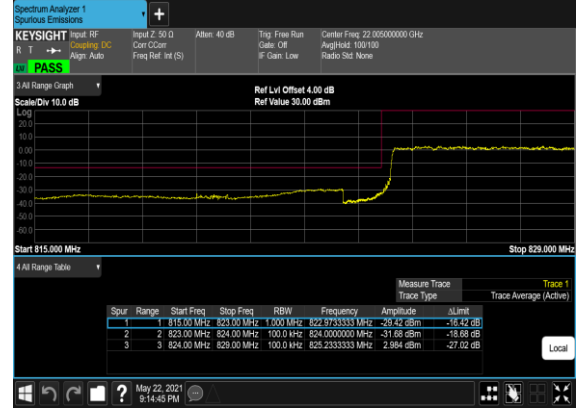 Spectrum Analyzer 1
Spurious Emissions
KEYSIGHT Input: RF Input Z: 50 Ω Atten: 40 dB Trig: Free Run Center Freq: 22.005000000 GHz
R T Coupling: DC Corr CCorr Gate: Off Avg|Hold: 100/100
Align: Auto Freq Ref: Int (S) IF Gain: Low Radio Std: None
PASS
3 All Range Graph
Ref Lvl Offset 4.00 dB
Scale/Div 10.0 dB Ref Value 30.00 dBm
Log
20.0
10.0
0.00
-10.0
-20.0
-30.0
-40.0
-50.0
-60.0
Start 815.000 MHz Stop 829.000 MHz
4 All Range Table
Measure Trace Trace 1
Trace Type Trace Average (Active)
Spur Range Start Freq Stop Freq RBW Frequency Amplitude ΔLimit
1 1 815.00 MHz 823.00 MHz 1.000 MHz 822.9733333 MHz -29.42 dBm -16.42 dB
2 2 823.00 MHz 824.00 MHz 100.0 kHz 824.0000000 MHz -31.68 dBm -18.68 dB
3 3 824.00 MHz 829.00 MHz 100.0 kHz 825.2333333 MHz 2.984 dBm -27.02 dB
Local
? May 22, 2021
9:14:45 PM